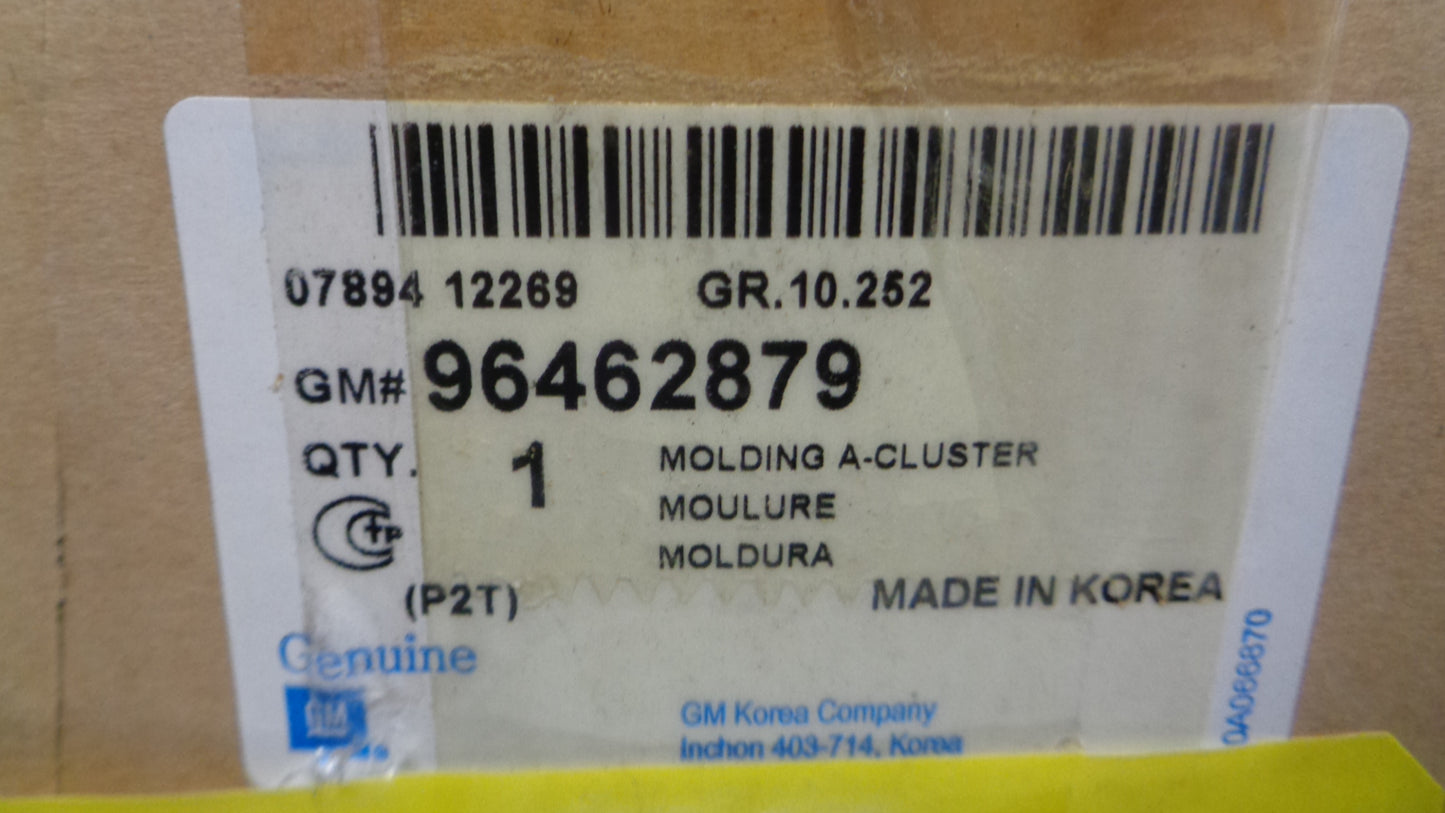 07894 12269 GR.10.252
GM# 96462879
QTY. 1 MOLDING A-CLUSTER
MOULURE
MOLDURA
(P2T) MADE IN KOREA
Genuine
GM
GM Korea Company
Inchon 403-714, Korea
0A066870